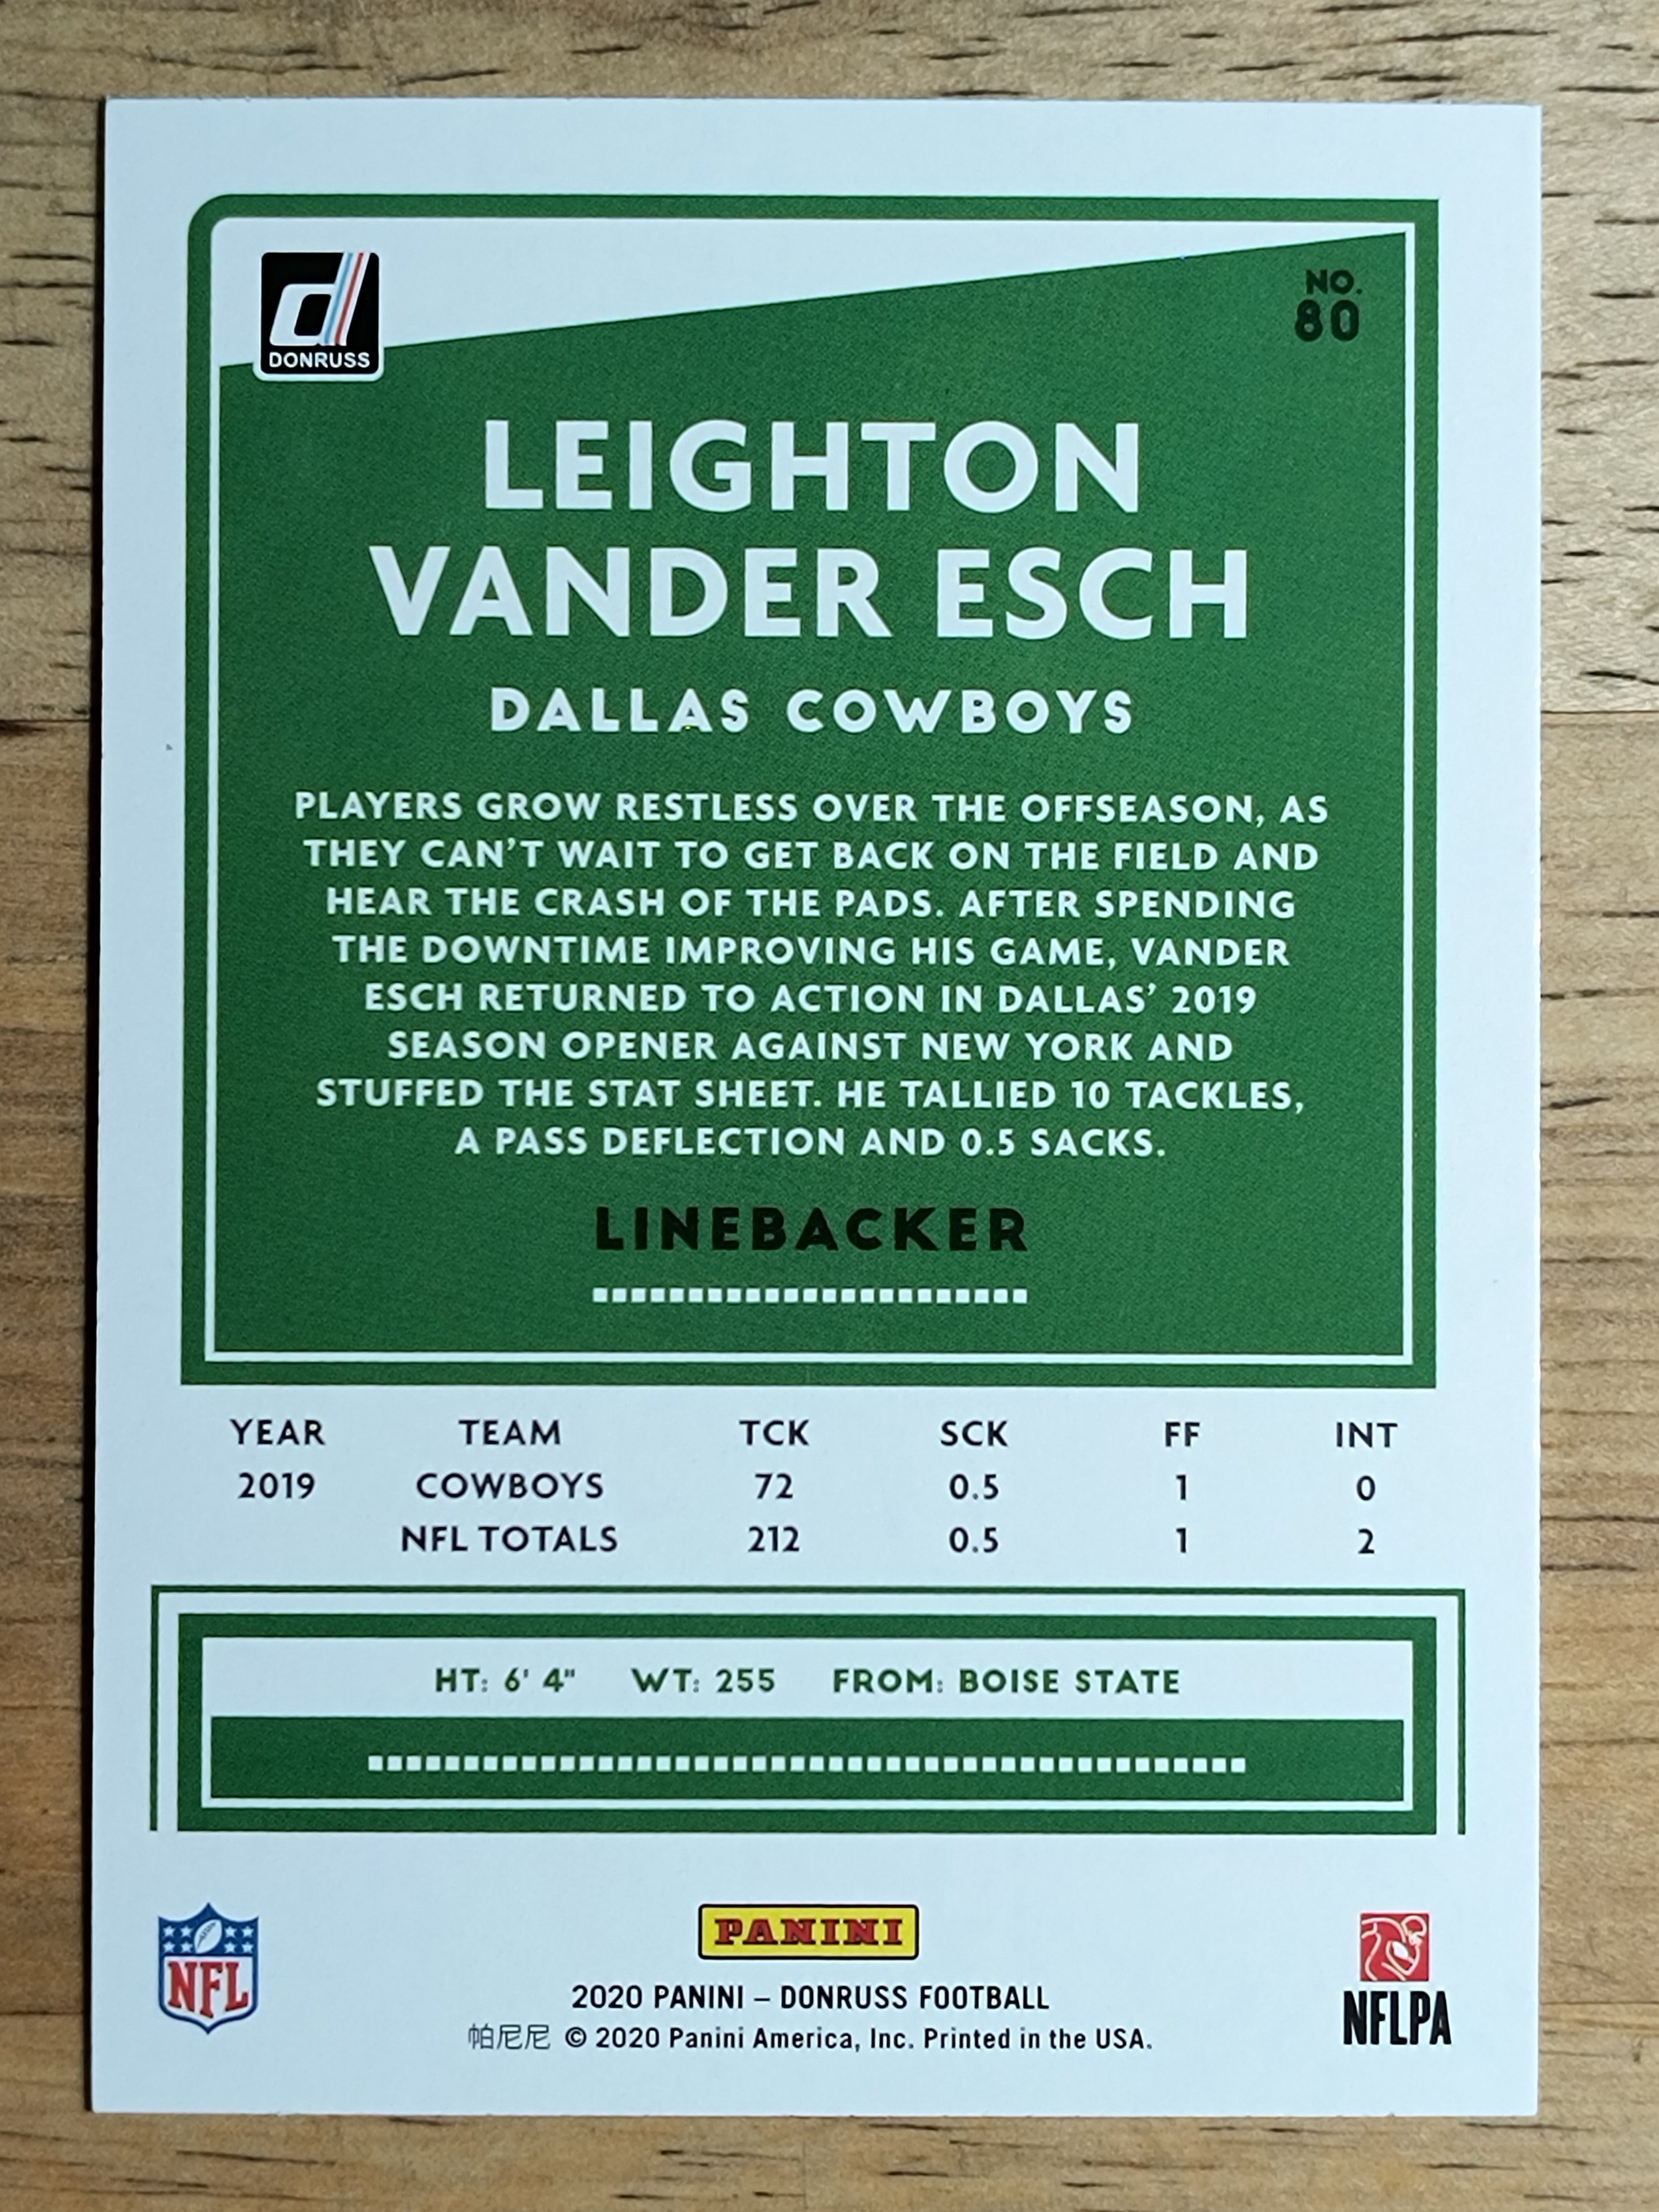 DONRUSS
NO.
80
LEIGHTON
VANDER ESCH
DALLAS COWBOYS
PLAYERS GROW RESTLESS OVER THE OFFSEASON, AS
THEY CAN'T WAIT TO GET BACK ON THE FIELD AND
HEAR THE CRASH OF THE PADS. AFTER SPENDING
THE DOWNTIME IMPROVING HIS GAME, VANDER
ESCH RETURNED TO ACTION IN DALLAS' 2019
SEASON OPENER AGAINST NEW YORK AND
STUFFED THE STAT SHEET. HE TALLIED 10 TACKLES,
A PASS DEFLECTION AND 0.5 SACKS.
LINEBACKER
YEAR TEAM TCK SCK FF INT
2019 COWBOYS 72 0.5 1 0
NFL TOTALS 212 0.5 1 2
HT: 6' 4" WT: 255 FROM: BOISE STATE
NFL
PANINI
2020 PANINI – DONRUSS FOOTBALL
帕尼尼 © 2020 Panini America, Inc. Printed in the USA.
NFLPA